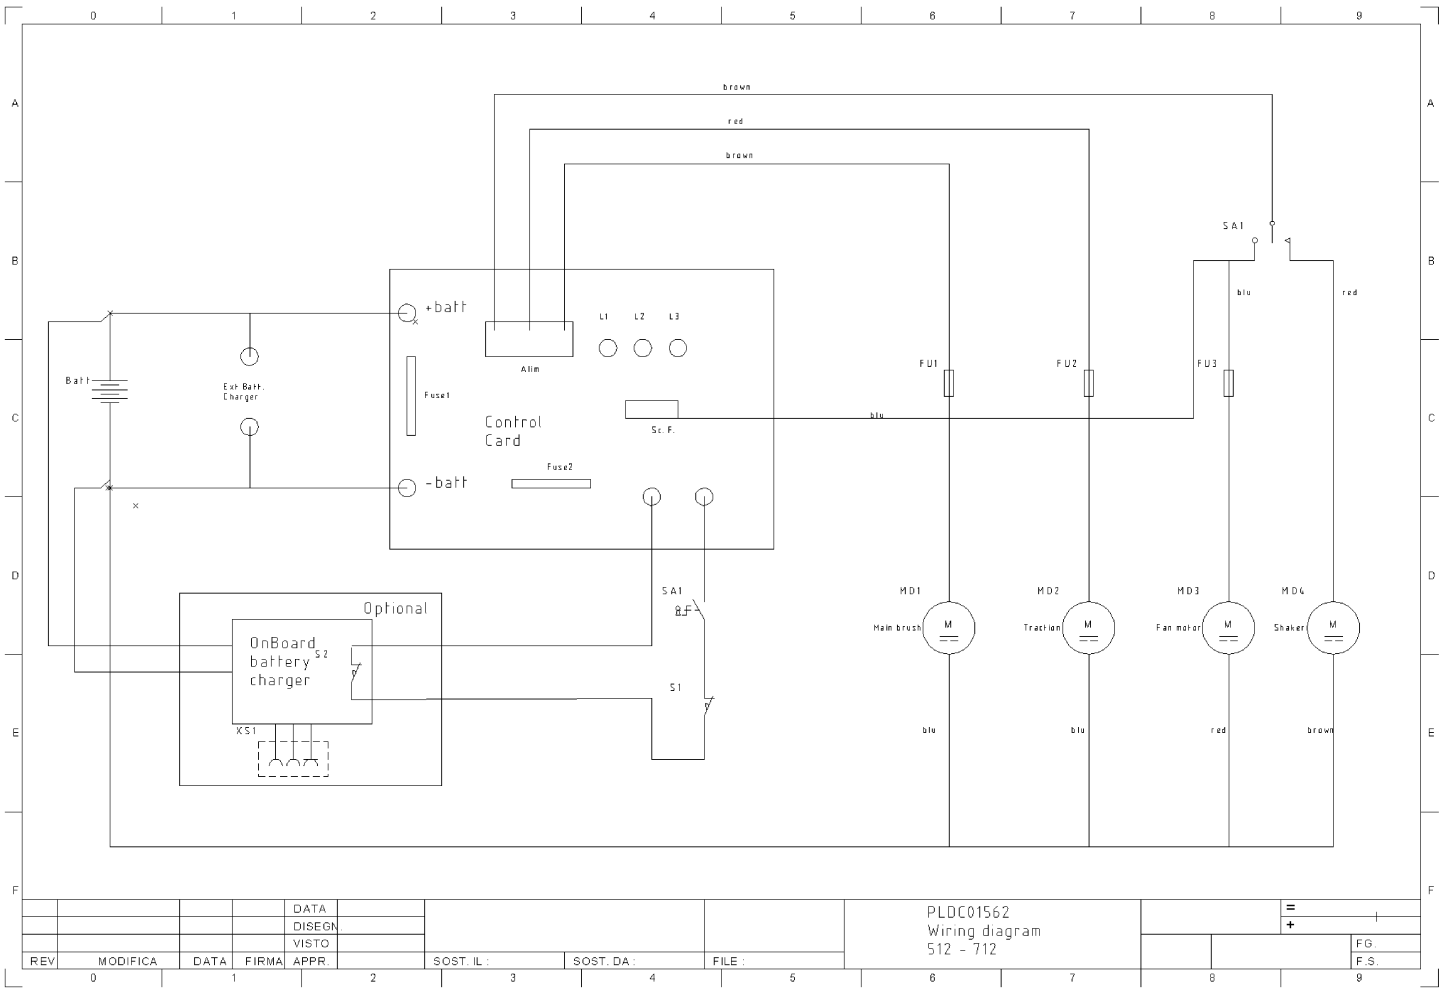 0 1 2 3 4 5 6 7 8 9
brown
A A
red
brown
SA1
B B
blu red
+batt
L1 L2 L3
Alim
FU1 FU2 FU3
Batt
Ext Batt.
Charger
Fuse1
Control
Card
blu
C C
Sc. F.
Fuse2
-batt
D D
SA1
MD1 MD2 MD3 MD4
Optional
Main brush M Traction M Fan motor M Shaker M
OnBoard
battery
charger
S2
S1
XS1
E E
blu blu red brown
F F
DATA
DISEGN.
VISTO
REV MODIFICA DATA FIRMA APPR. SOST. IL : SOST. DA : FILE :
PLDC01562
Wiring diagram
512 - 712
=
+
FG.
F.S.
0 1 2 3 4 5 6 7 8 9